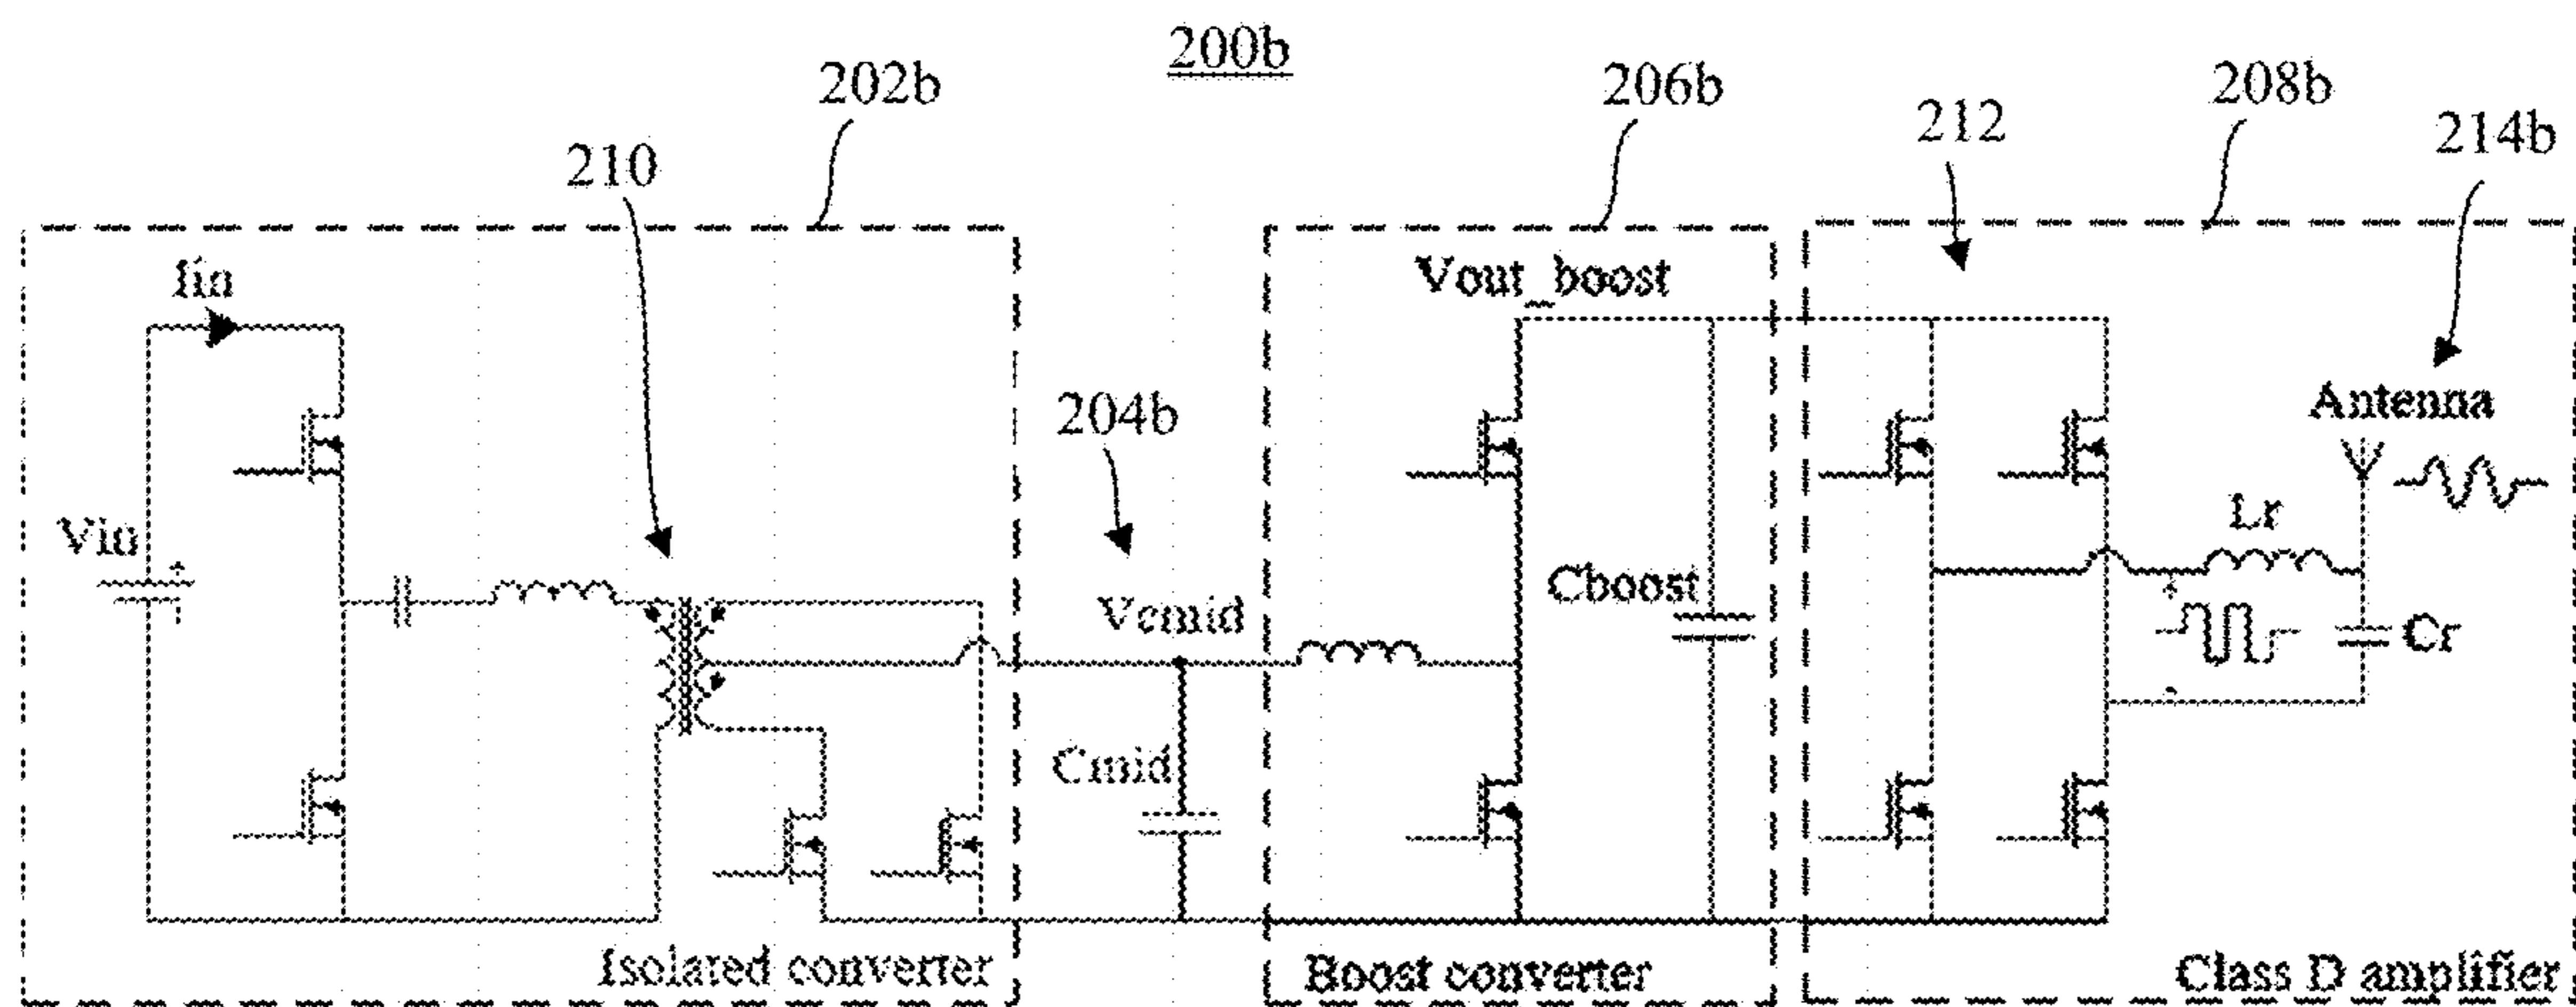 200b
202b
206b
208b
212
214b
210
Iin
Vout_boost
204b
Antenna
Vin
Lr
Vcmid
Cboost
Cr
Cmid
Isolated converter
Boost converter
Class D amplifier